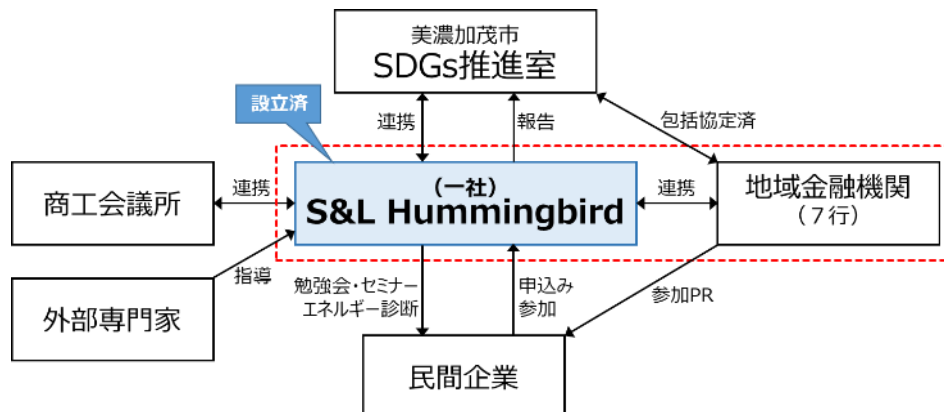 美濃加茂市
SDGs推進室
設立済
連携
報告
包括協定済
商工会議所
連携
（一社）
S&L Hummingbird
連携
地域金融機関
（７行）
指導
外部専門家
勉強会・セミナー
エネルギー診断
申込み
参加
参加PR
民間企業